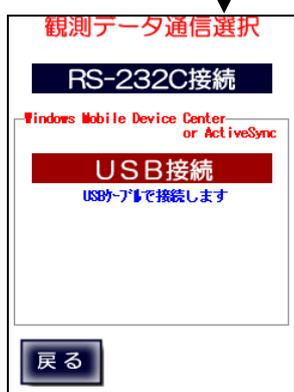 観測データ通信選択
RS-232C接続
Windows Mobile Device Center
or ActiveSync
ＵＳＢ接続
USBｹｰﾌﾞﾙで接続します
戻る